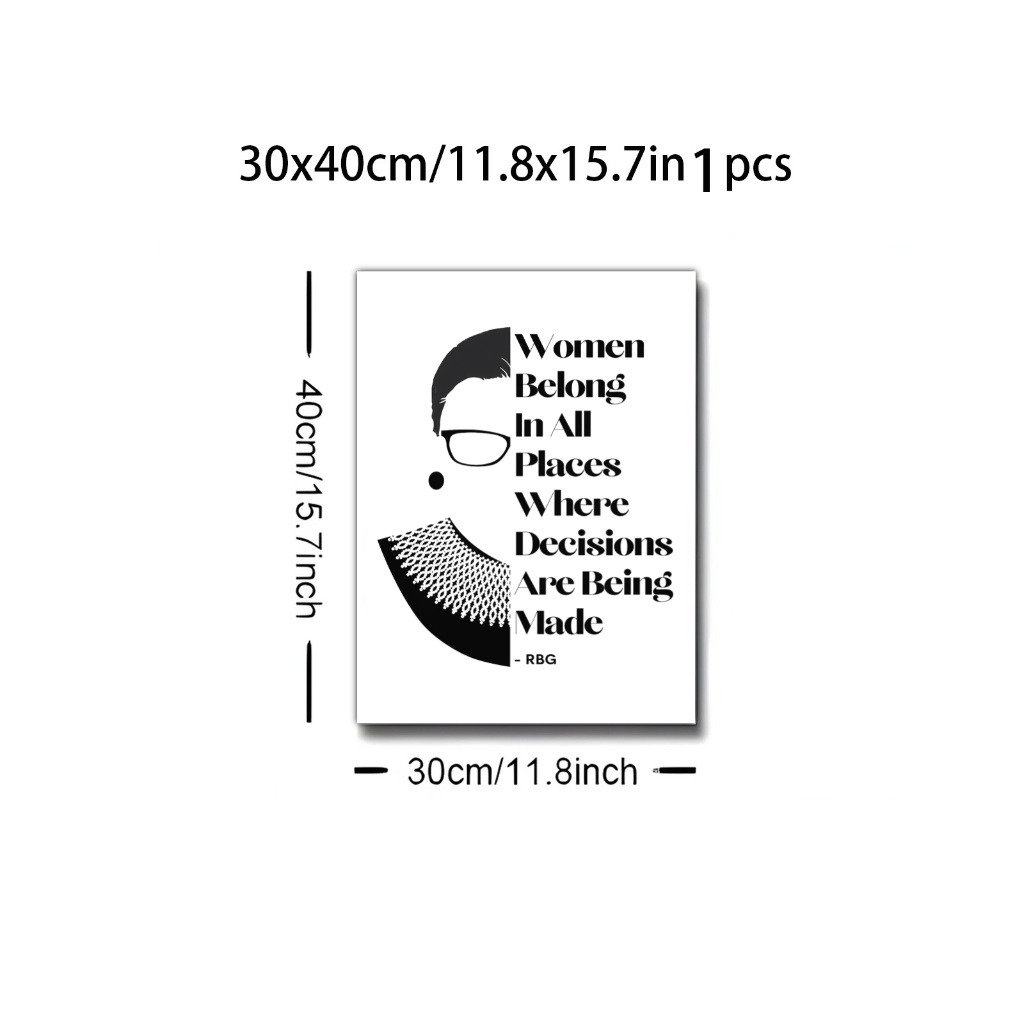 30x40cm/11.8x15.7in 1 pcs
40cm/15.7inch
Women
Belong
In All
Places
Where
Decisions
Are Being
Made
- RBG
30cm/11.8inch